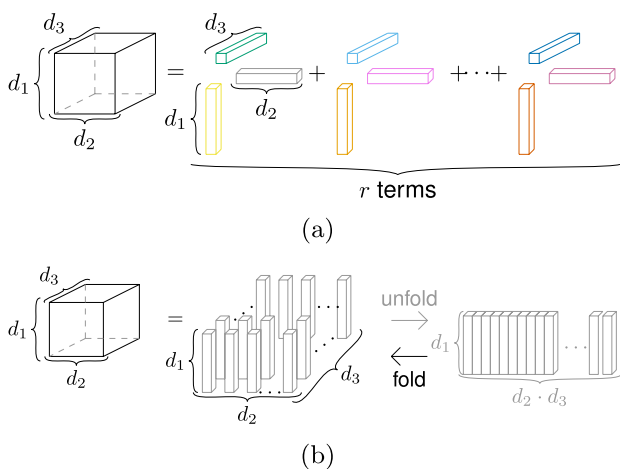 d₃ d₃
d₁ = + + ··· +
d₂ d₁ d₂
r terms
(a)
d₃
d₁ = ... ... unfold
d₁ ... d₁ ...
d₂ ... d₃ fold
d₂ d₂ · d₃
(b)